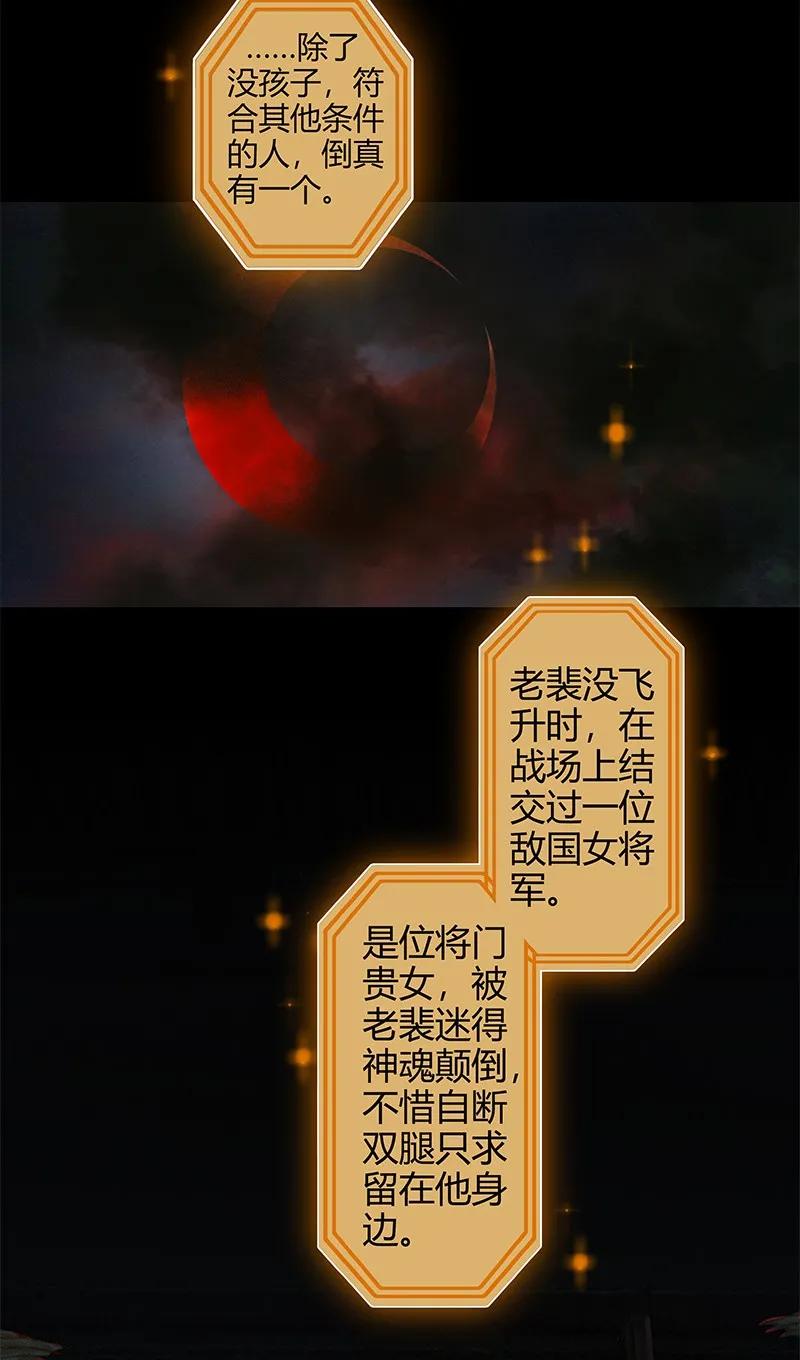 ……除了
没孩子，符
合其他条件
的人，倒真
有一个。
老裴没飞
升时，在
战场上结
交过一位
敌国女将
军。
是位将门
贵女，被
老裴迷得
神魂颠倒，
不惜自断
双腿只求
留在他身
边。